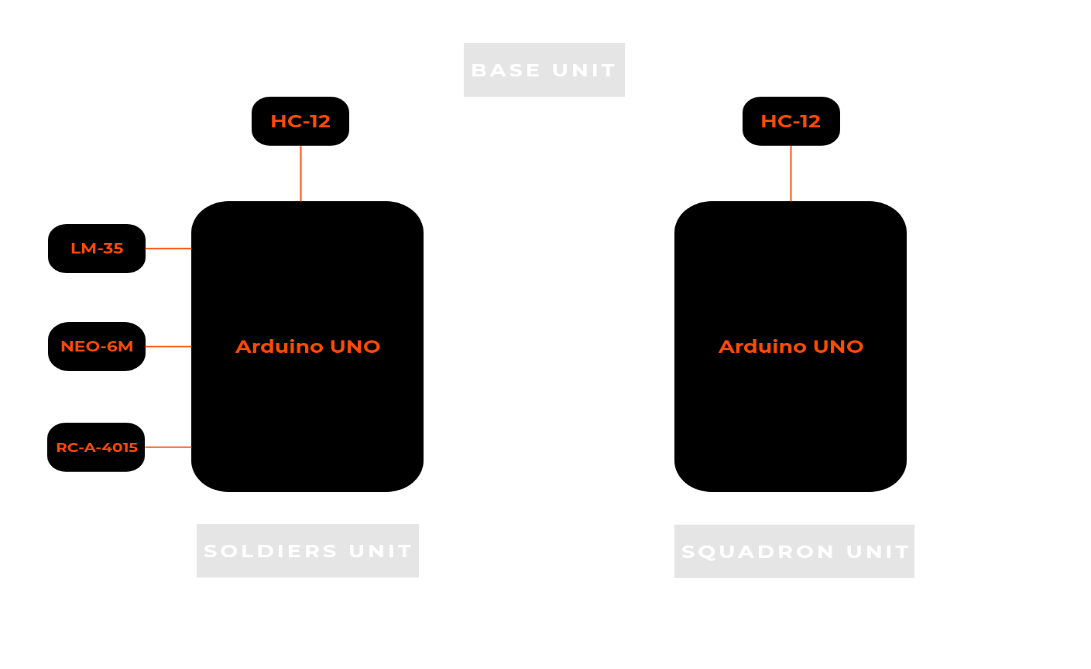 BASE UNIT
HC-12
HC-12
LM-35
NEO-6M
RC-A-4015
Arduino UNO
Arduino UNO
SOLDIERS UNIT
SQUADRON UNIT